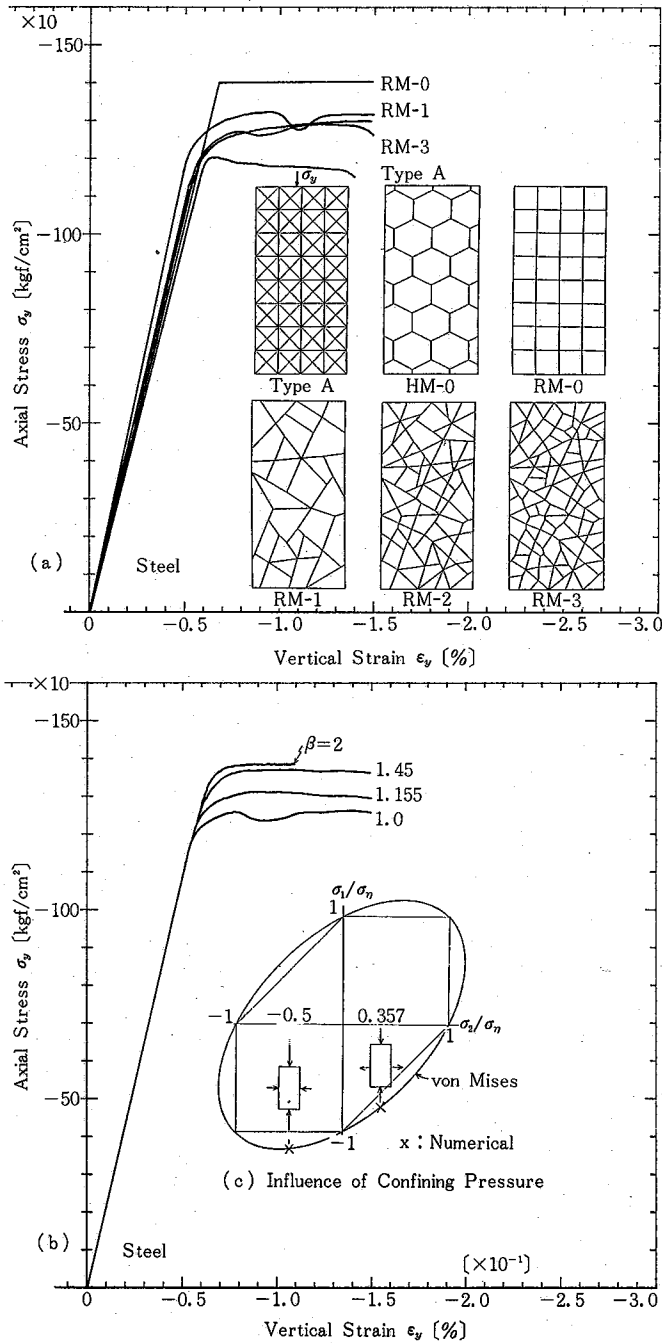 ×10
−150
−100
−50
0
Axial Stress σy [kgf/cm²]
RM-0
RM-1
RM-3
Type A
σy
Type A
HM-0
RM-0
RM-1
RM-2
RM-3
(a)
Steel
0
−0.5
−1.0
−1.5
−2.0
−2.5
−3.0
Vertical Strain εy [%]
×10
−150
−100
−50
0
Axial Stress σy [kgf/cm²]
β=2
1.45
1.155
1.0
σ1/ση
1
−1
−0.5
0.357
σ2/ση
1
von Mises
−1
x : Numerical
(c) Influence of Confining Pressure
(b)
Steel
[×10⁻¹]
0
−0.5
−1.0
−1.5
−2.0
−2.5
−3.0
Vertical Strain εy [%]